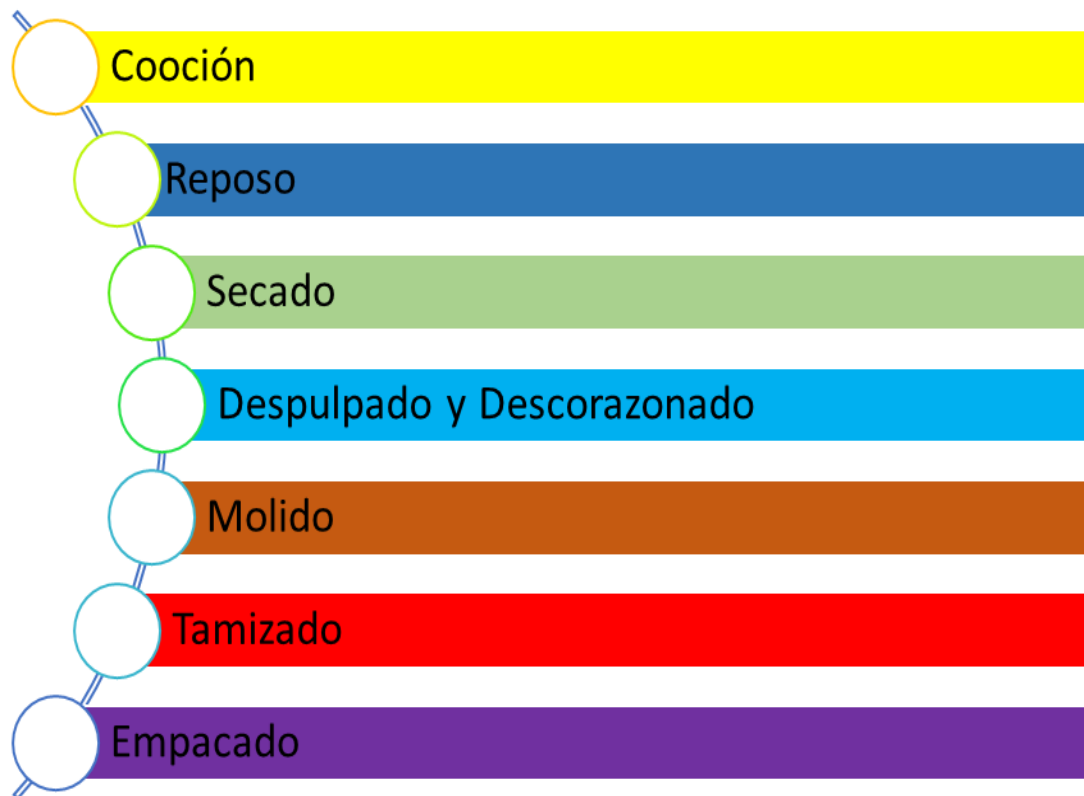 Cooción
Reposo
Secado
Despulpado y Descorazonado
Molido
Tamizado
Empacado